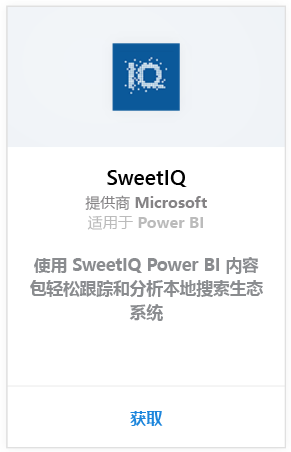 IQ
SweetIQ
提供商 Microsoft
适用于 Power BI
使用 SweetIQ Power BI 内容
包轻松跟踪和分析本地搜索生态
系统
获取